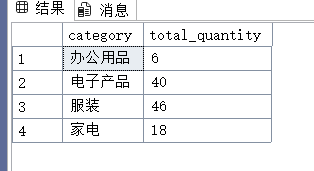 结果 消息
category total_quantity
1 办公用品 6
2 电子产品 40
3 服装 46
4 家电 18